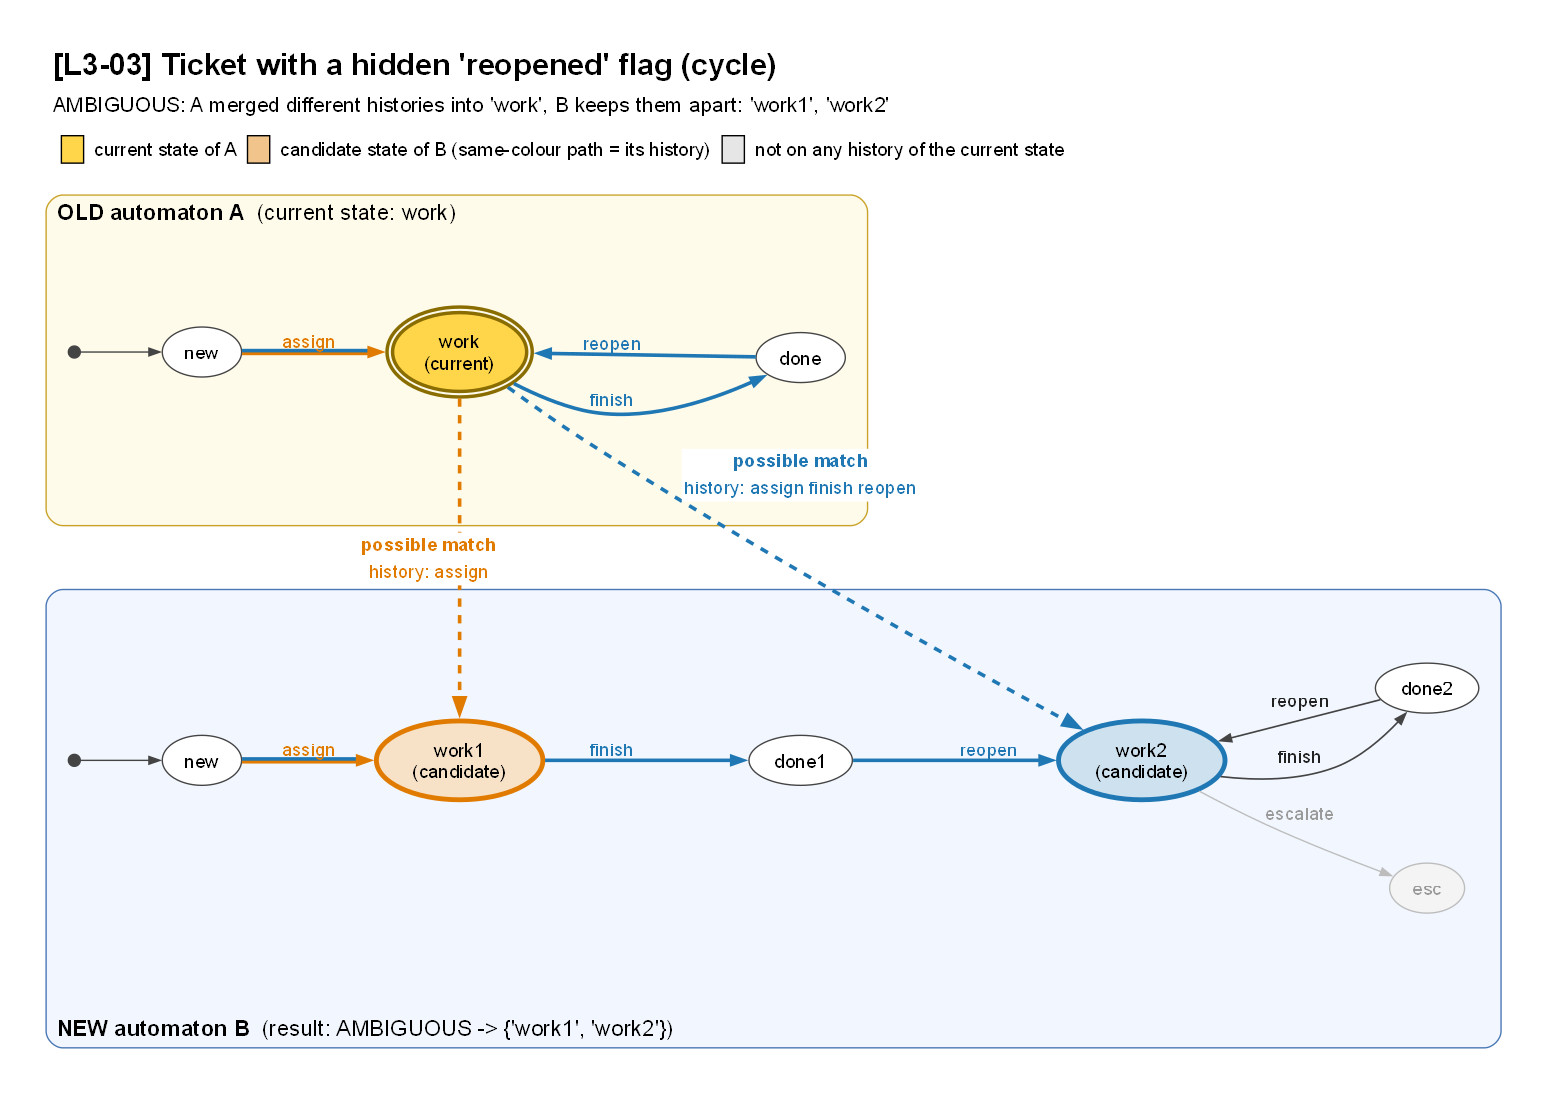 [L3-03] Ticket with a hidden 'reopened' flag (cycle)
AMBIGUOUS: A merged different histories into 'work', B keeps them apart: 'work1', 'work2'
current state of A
candidate state of B (same-colour path = its history)
not on any history of the current state
OLD automaton A (current state: work)
new
assign
work
(current)
reopen
finish
done
possible match
history: assign finish reopen
possible match
history: assign
new
assign
work1
(candidate)
finish
done1
reopen
work2
(candidate)
reopen
finish
done2
escalate
esc
NEW automaton B (result: AMBIGUOUS -> {'work1', 'work2'})